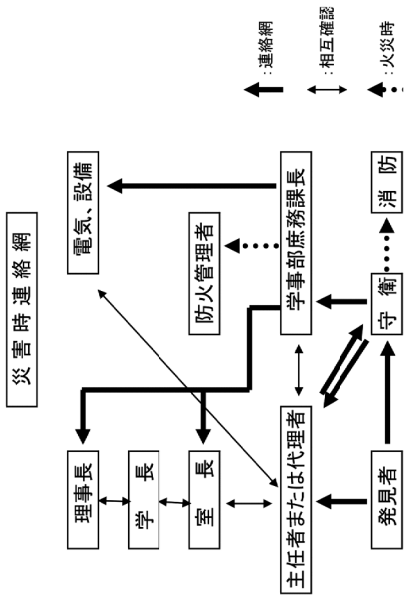 災害時連絡網
理事長
学長
室長
主任者または代理者
発見者
電気、設備
防火管理者
学事部庶務課長
守衛
消防
:連絡網
:相互確認
:火災時